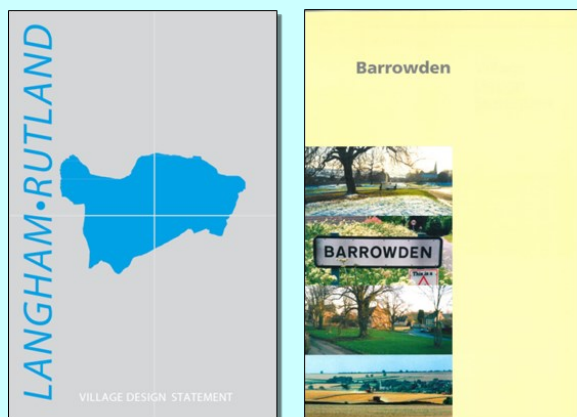 LANGHAM•RUTLAND
VILLAGE DESIGN STATEMENT
Barrowden
BARROWDEN